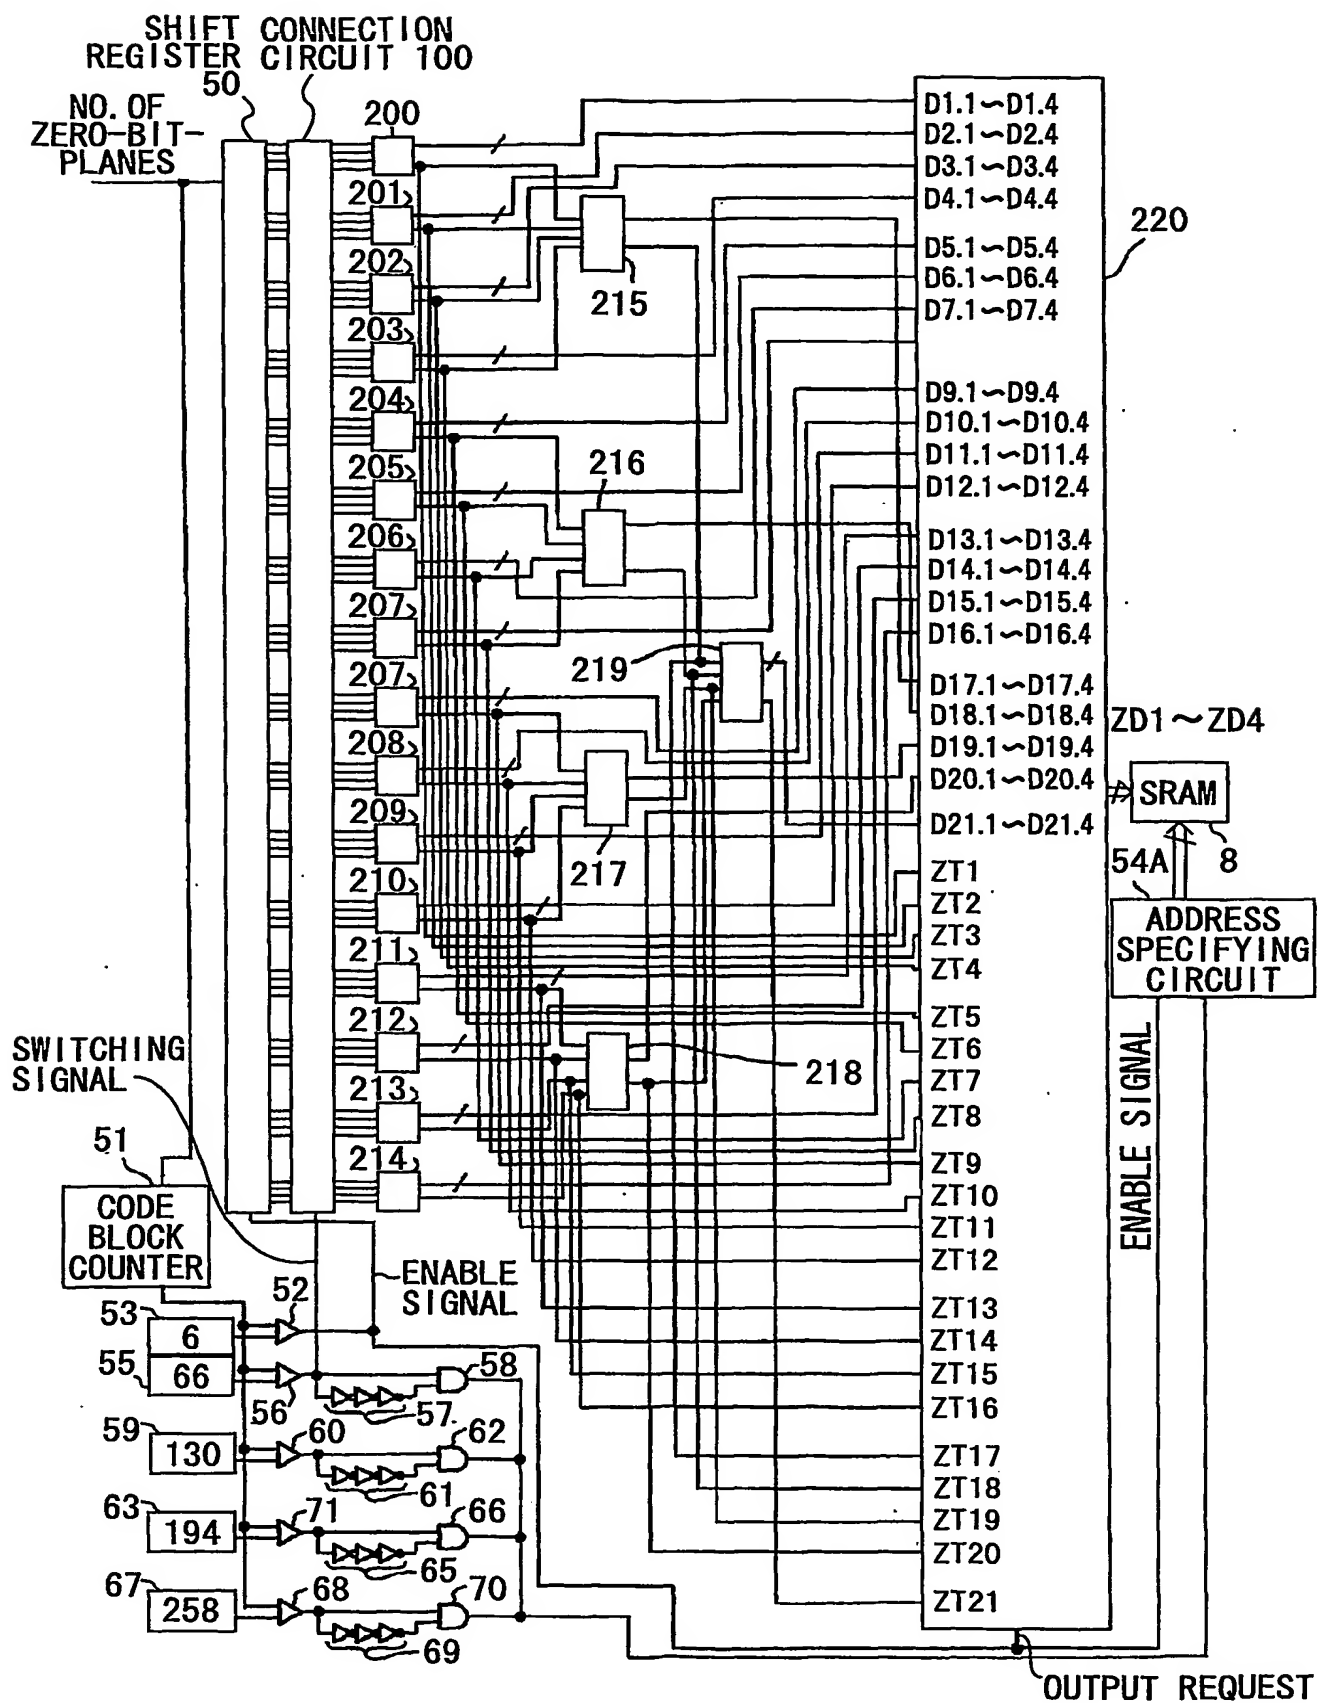 SHIFT CONNECTION
REGISTER CIRCUIT 100
50
NO. OF
ZERO-BIT-
PLANES
200
201
202
203
204
205
206
207
207
208
209
210
211
212
213
214
215
216
217
218
219
220
D1.1~D1.4
D2.1~D2.4
D3.1~D3.4
D4.1~D4.4
D5.1~D5.4
D6.1~D6.4
D7.1~D7.4
D9.1~D9.4
D10.1~D10.4
D11.1~D11.4
D12.1~D12.4
D13.1~D13.4
D14.1~D14.4
D15.1~D15.4
D16.1~D16.4
D17.1~D17.4
D18.1~D18.4
D19.1~D19.4
D20.1~D20.4
D21.1~D21.4
ZT1
ZT2
ZT3
ZT4
ZT5
ZT6
ZT7
ZT8
ZT9
ZT10
ZT11
ZT12
ZT13
ZT14
ZT15
ZT16
ZT17
ZT18
ZT19
ZT20
ZT21
ZD1~ZD4
SRAM
8
54A
ADDRESS
SPECIFYING
CIRCUIT
ENABLE SIGNAL
OUTPUT REQUEST
SWITCHING
SIGNAL
51
CODE
BLOCK
COUNTER
ENABLE
SIGNAL
53
6
52
55
66
56
57
58
59
130
60
61
62
63
194
71
65
66
67
258
68
69
70